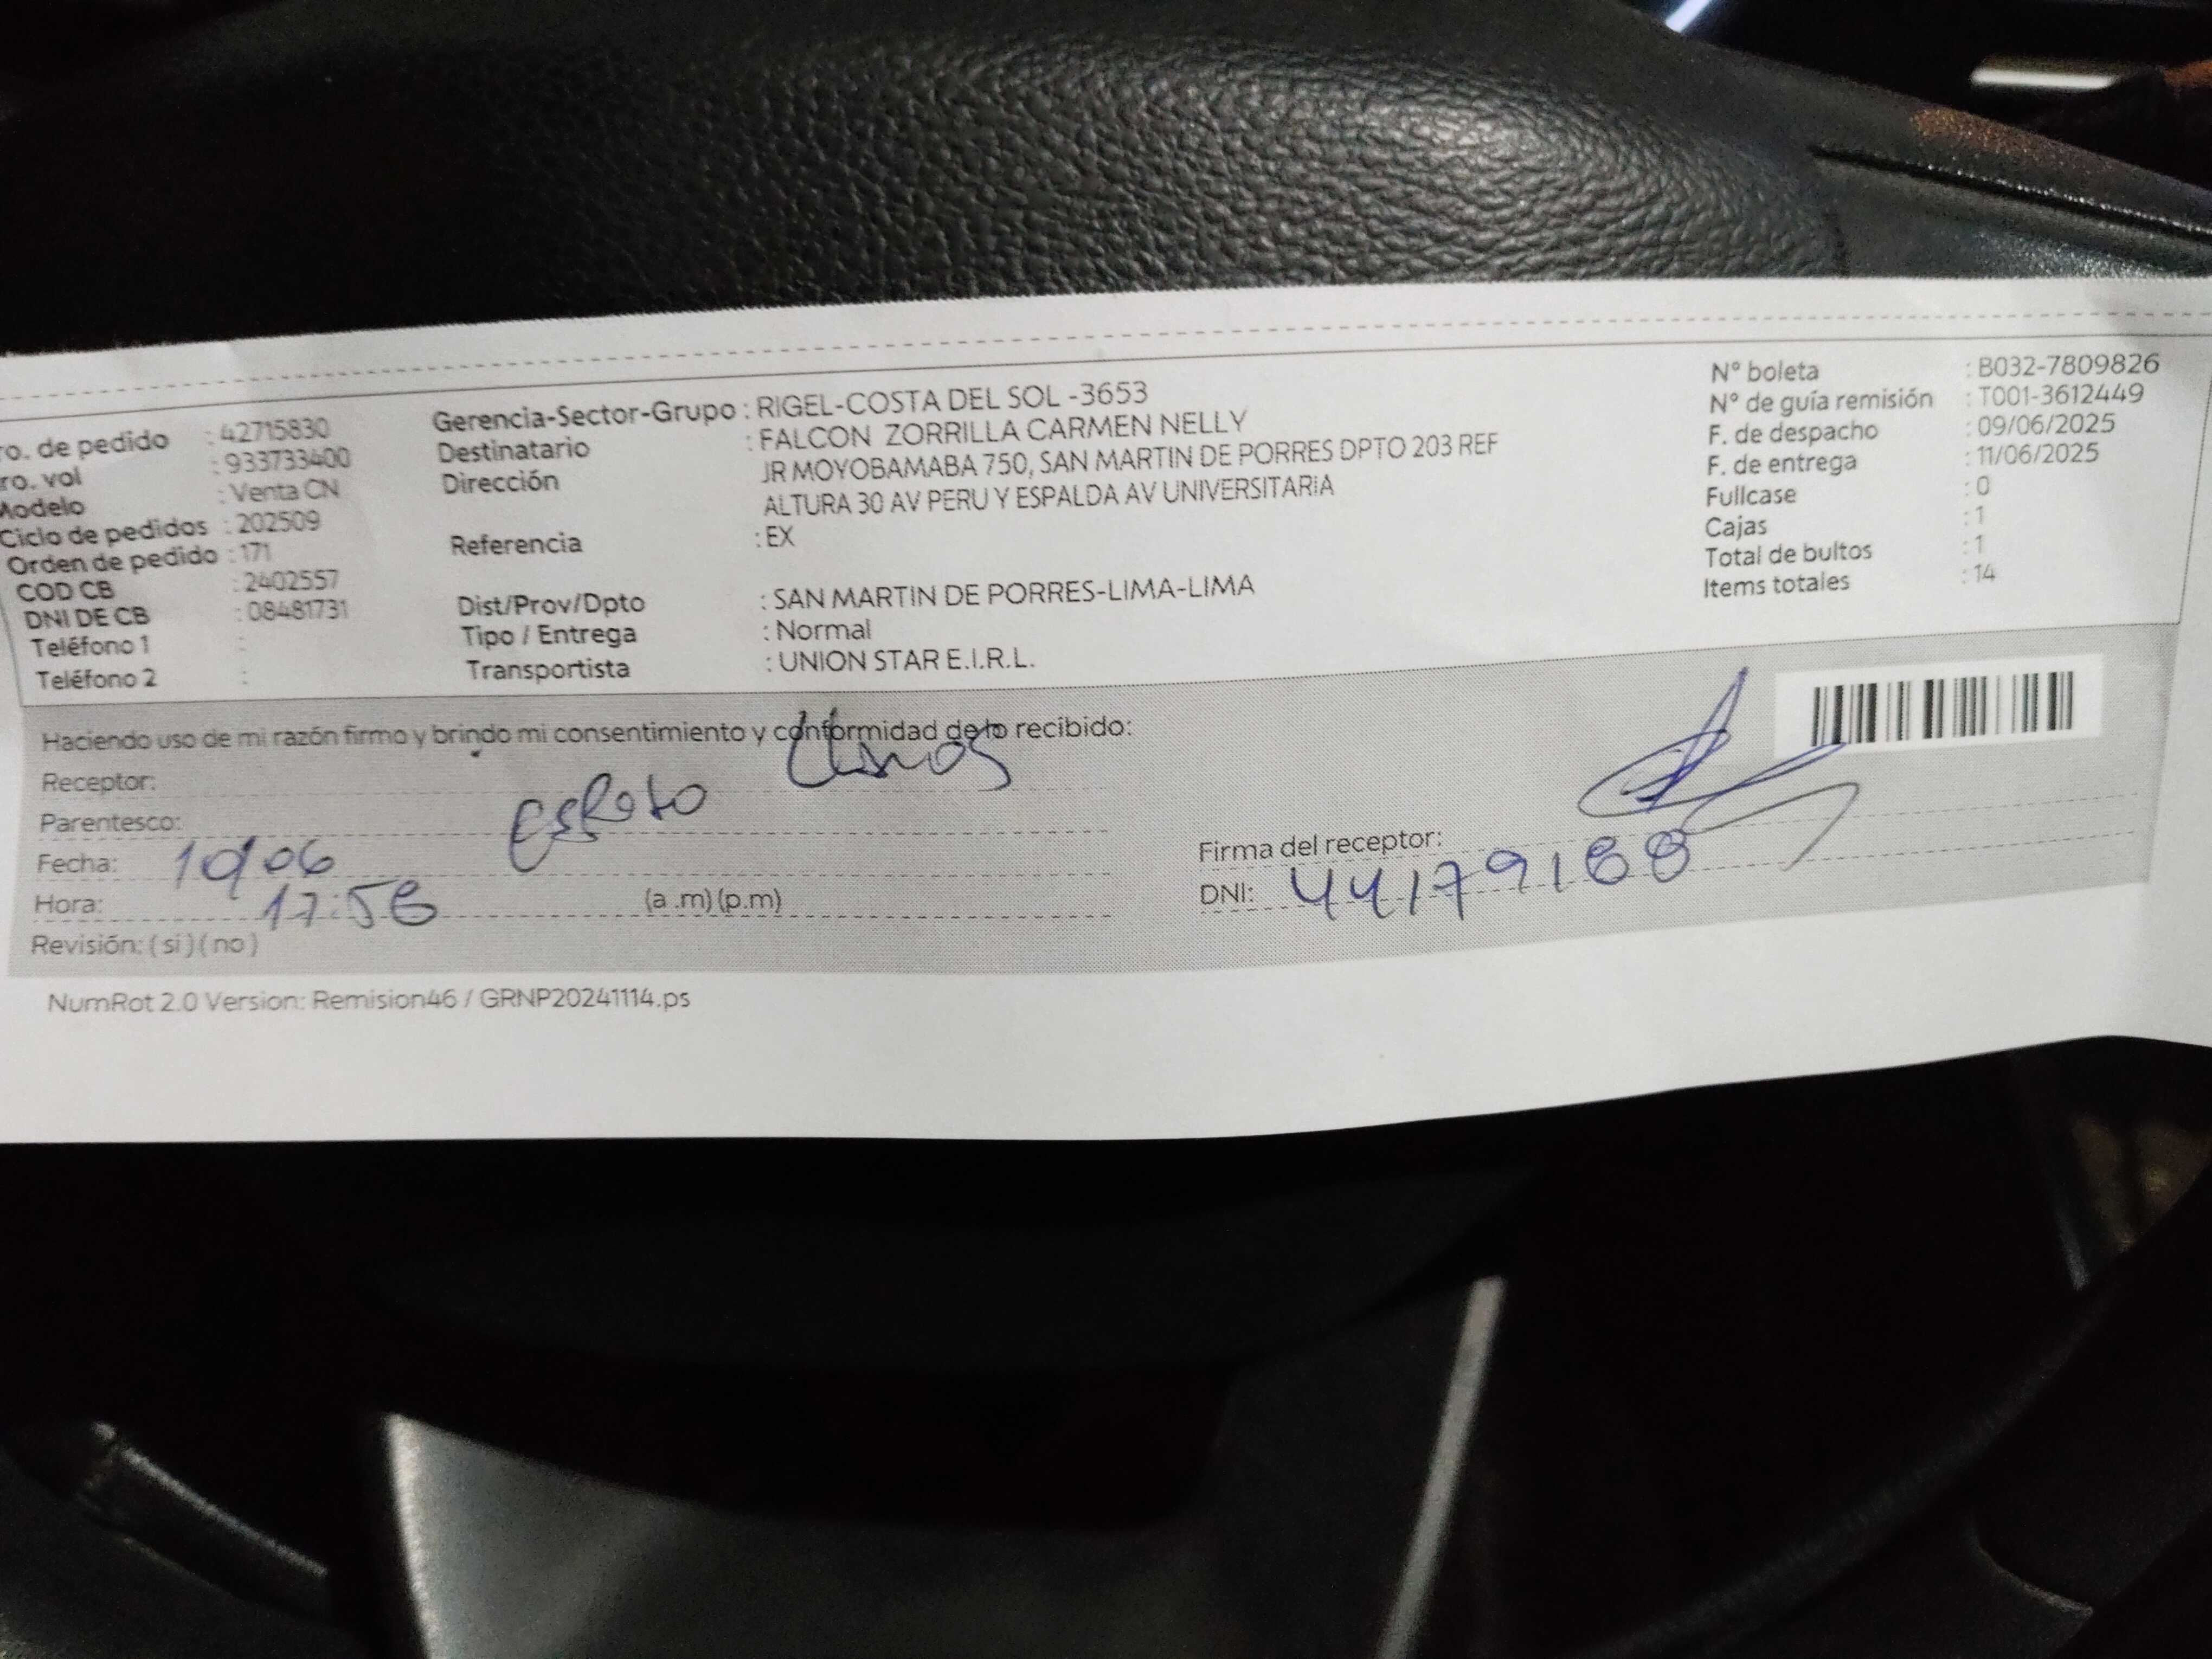 ro. de pedido : 42715830
ro. vol : 933733400
Modelo : Venta CN
Ciclo de pedidos : 202509
Orden de pedido : 171
COD CB : 2402557
DNI DE CB : 08481731
Teléfono 1 :
Teléfono 2 :
Gerencia-Sector-Grupo : RIGEL-COSTA DEL SOL -3653
Destinatario : FALCON ZORRILLA CARMEN NELLY
Dirección JR MOYOBAMABA 750, SAN MARTIN DE PORRES DPTO 203 REF
ALTURA 30 AV PERU Y ESPALDA AV UNIVERSITARIA
Referencia : EX
Dist/Prov/Dpto : SAN MARTIN DE PORRES-LIMA-LIMA
Tipo / Entrega : Normal
Transportista : UNION STAR E.I.R.L.
N° boleta : B032-7809826
N° de guía remisión : T001-3612449
F. de despacho : 09/06/2025
F. de entrega : 11/06/2025
Fullcase : 0
Cajas : 1
Total de bultos : 1
Items totales : 14
Haciendo uso de mi razón firmo y brindo mi consentimiento y conformidad de lo recibido:
Receptor:
Parentesco: Esposo
Fecha: 10/06
Hora: 17:58 (a .m) (p.m)
Revisión: ( si ) ( no )
Firma del receptor:
DNI: 44179188
NumRot 2.0 Version: Remision46 / GRNP20241114.ps